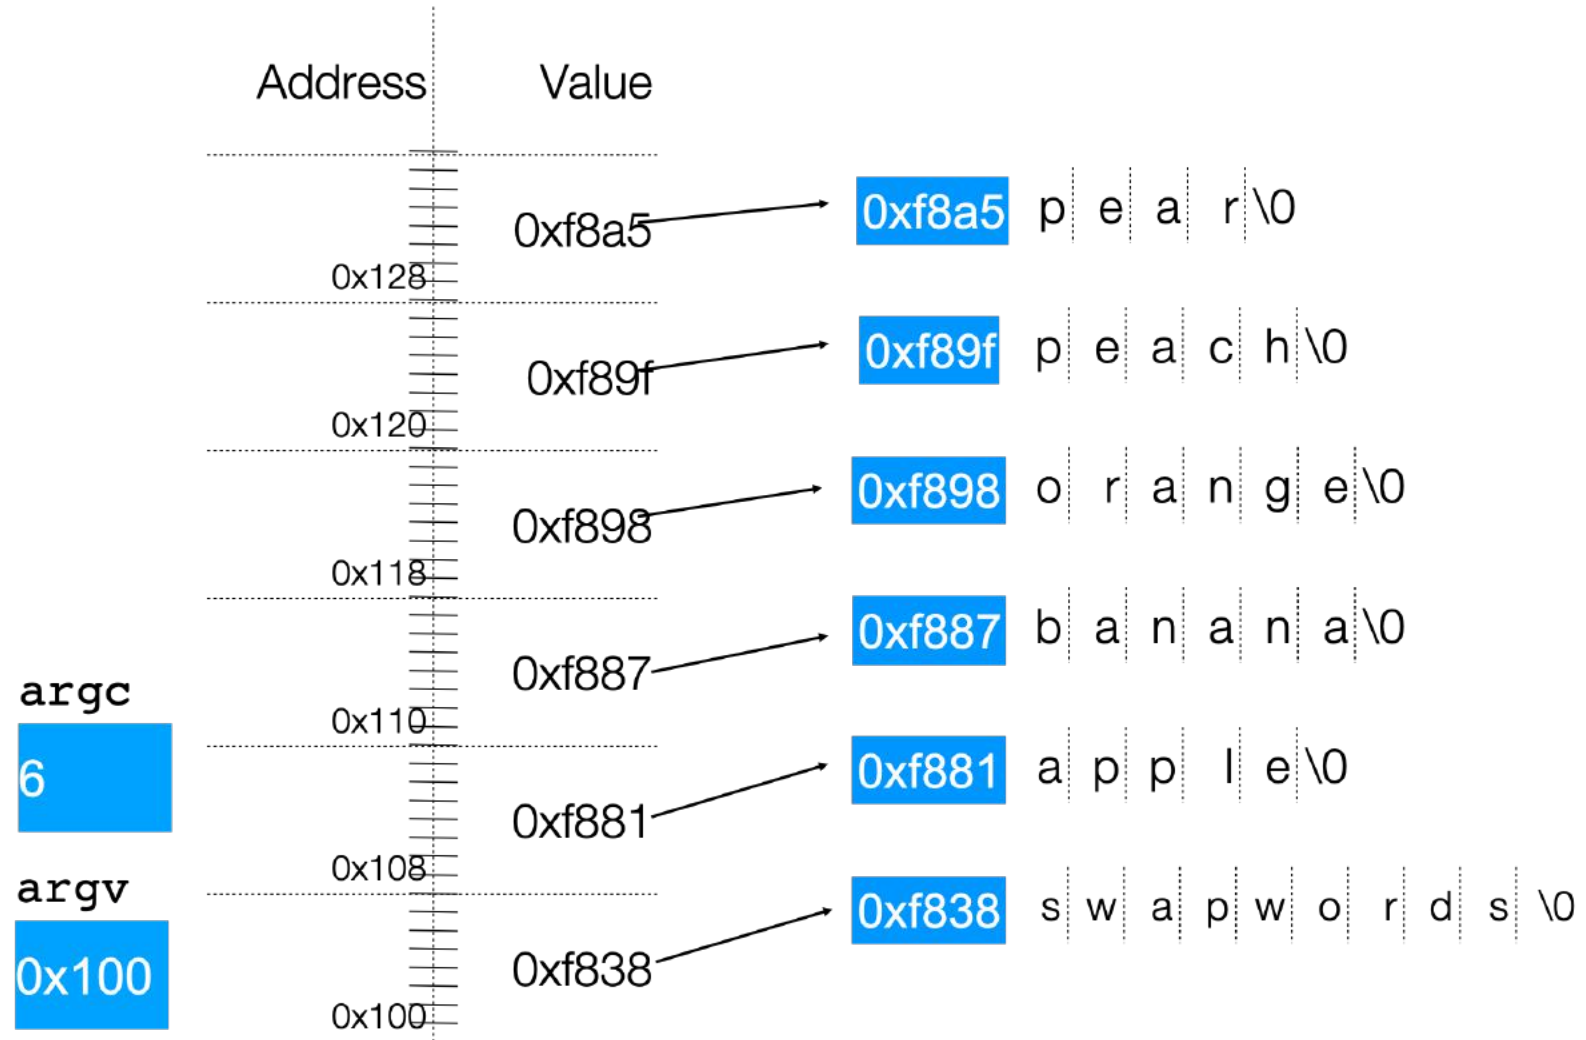 Address Value
0xf8a5 0xf8a5 p e a r \0
0x128
0xf89f 0xf89f p e a c h \0
0x120
0xf898 0xf898 o r a n g e \0
0x118
0xf887 0xf887 b a n a n a \0
argc
0x110
6
0xf881 0xf881 a p p l e \0
0x108
argv
0xf838 0xf838 s w a p w o r d s \0
0x100
0x100